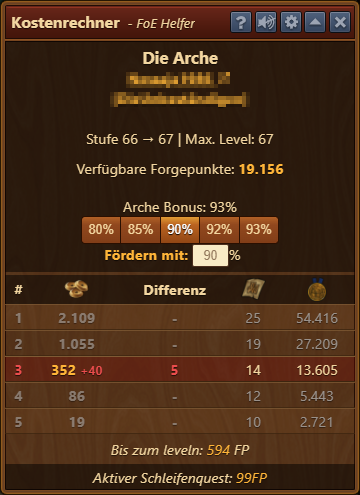 Kostenrechner - FoE Helfer ?
Die Arche
Stufe 66 → 67 | Max. Level: 67
Verfügbare Forgepunkte: 19.156
Arche Bonus: 93%
80% 85% 90% 92% 93%
Fördern mit: 90 %
# Differenz
1 2.109 - 25 54.416
2 1.055 - 19 27.209
3 352 +40 5 14 13.605
4 86 - 12 5.443
5 19 - 10 2.721
Bis zum leveln: 594 FP
Aktiver Schleifenquest: 99FP